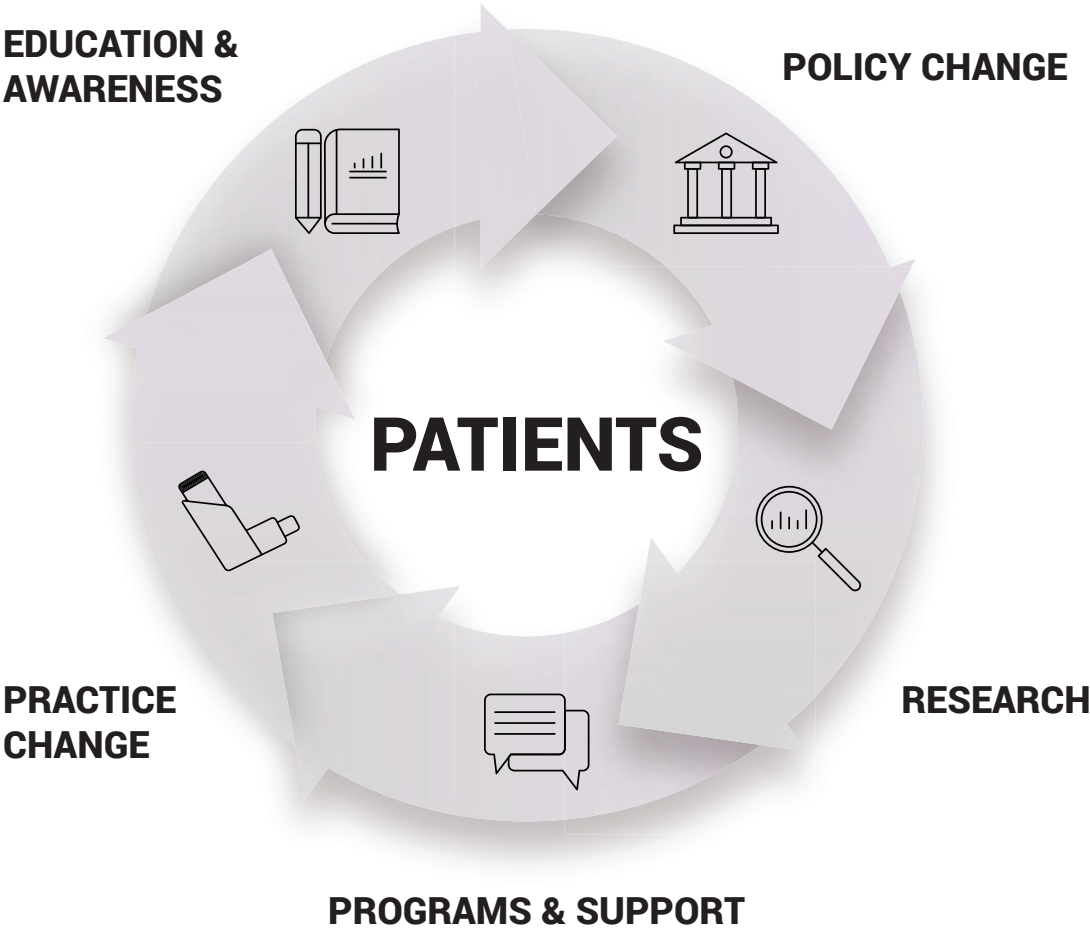 EDUCATION &
AWARENESS
POLICY CHANGE
PATIENTS
PRACTICE
CHANGE
RESEARCH
PROGRAMS & SUPPORT